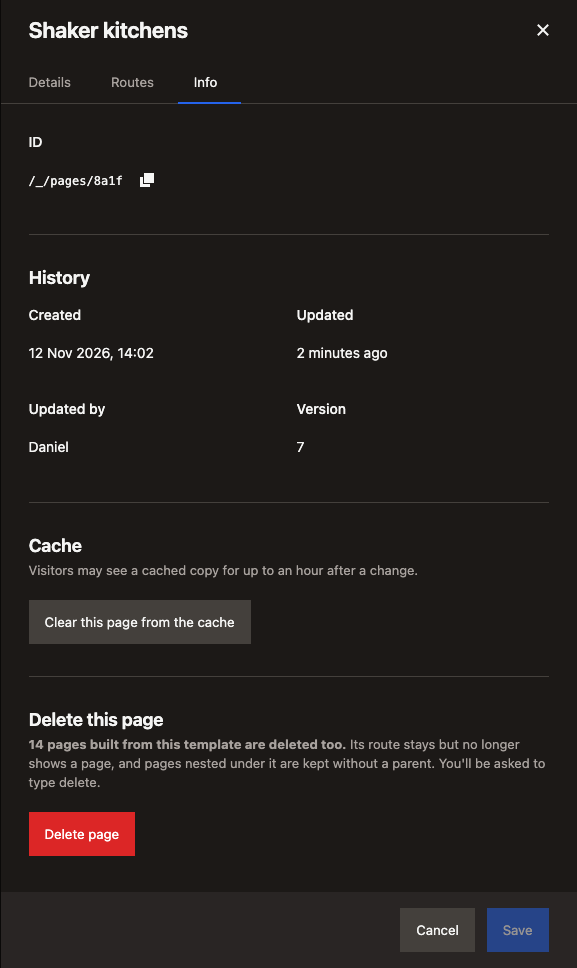 Shaker kitchens
Details
Routes
Info
ID
/_/pages/8a1f
History
Created
Updated
12 Nov 2026, 14:02
2 minutes ago
Updated by
Version
Daniel
7
Cache
Visitors may see a cached copy for up to an hour after a change.
Clear this page from the cache
Delete this page
14 pages built from this template are deleted too. Its route stays but no longer
shows a page, and pages nested under it are kept without a parent. You'll be asked to
type delete.
Delete page
Cancel
Save